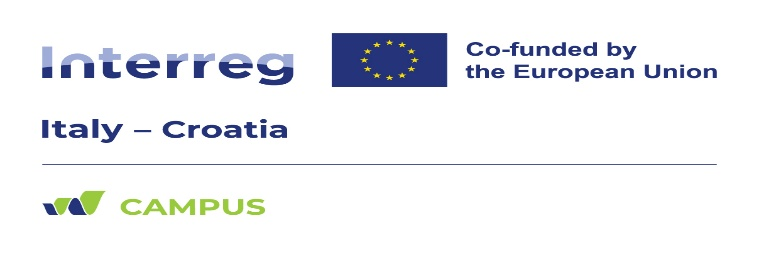 Interreg
Co-funded by
the European Union
Italy – Croatia
CAMPUS